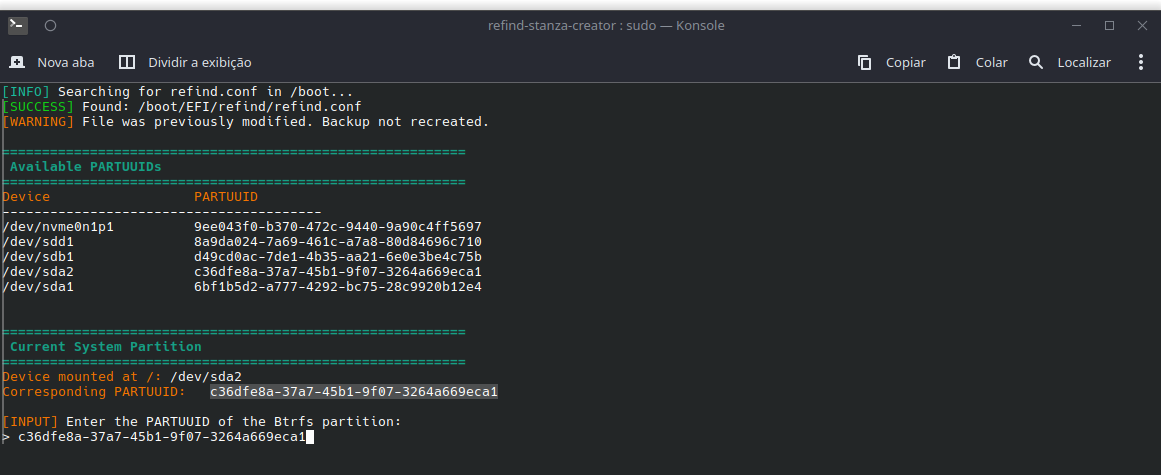 refind-stanza-creator : sudo — Konsole
Nova aba Dividir a exibição Copiar Colar Localizar
[INFO] Searching for refind.conf in /boot...
[SUCCESS] Found: /boot/EFI/refind/refind.conf
[WARNING] File was previously modified. Backup not recreated.
==========================================================
Available PARTUUIDs
==========================================================
Device PARTUUID
----------------------------------------
/dev/nvme0n1p1 9ee043f0-b370-472c-9440-9a90c4ff5697
/dev/sdd1 8a9da024-7a69-461c-a7a8-80d84696c710
/dev/sdb1 d49cd0ac-7de1-4b35-aa21-6e0e3be4c75b
/dev/sda2 c36dfe8a-37a7-45b1-9f07-3264a669eca1
/dev/sda1 6bf1b5d2-a777-4292-bc75-28c9920b12e4
==========================================================
Current System Partition
==========================================================
Device mounted at /: /dev/sda2
Corresponding PARTUUID: c36dfe8a-37a7-45b1-9f07-3264a669eca1
[INPUT] Enter the PARTUUID of the Btrfs partition:
> c36dfe8a-37a7-45b1-9f07-3264a669eca1